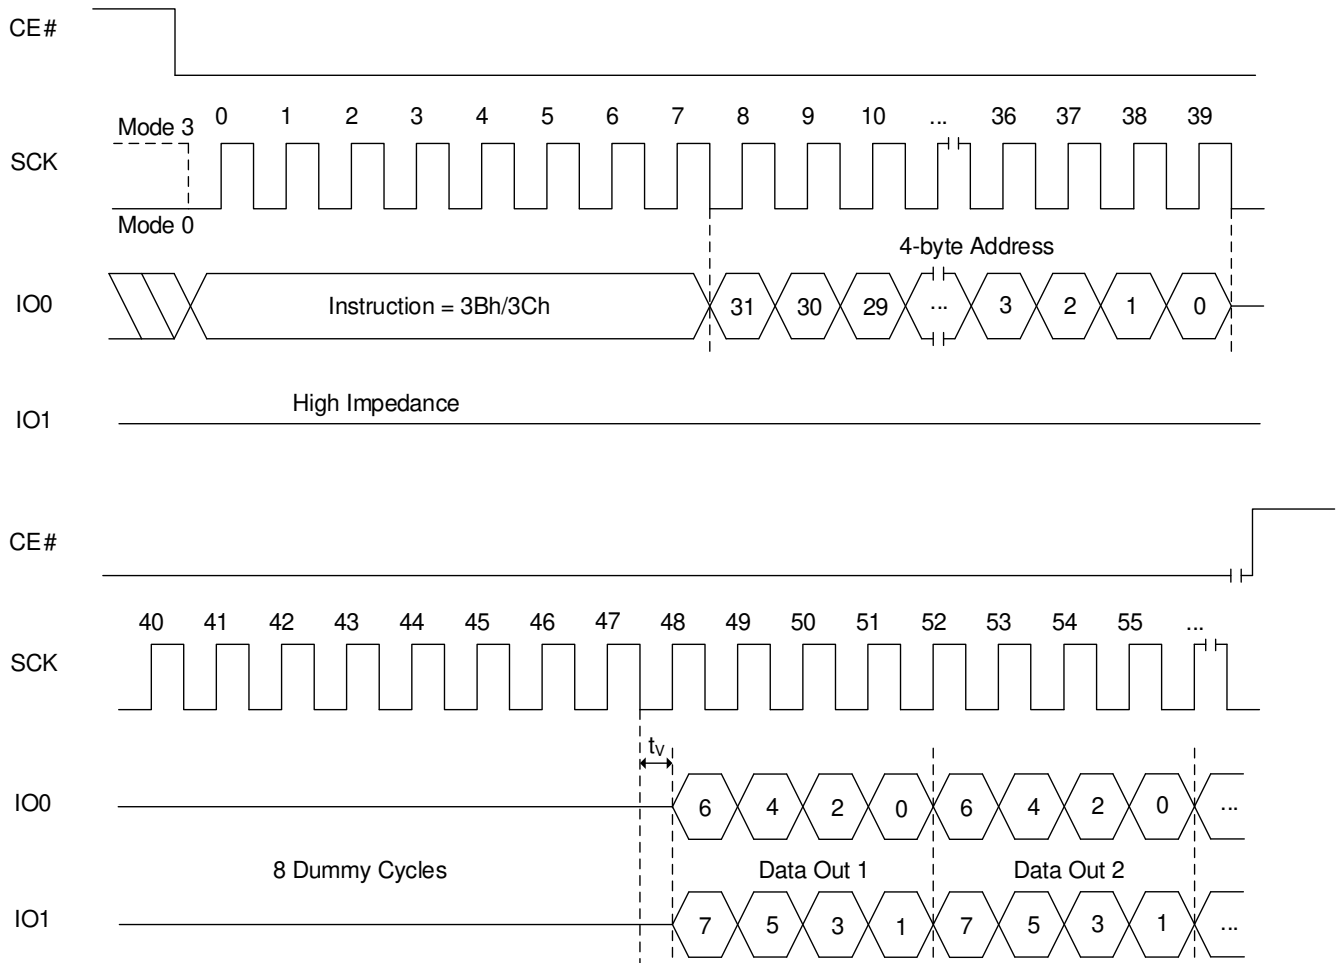 CE#
0 1 2 3 4 5 6 7 8 9 10 ... 36 37 38 39
Mode 3
SCK
Mode 0
4-byte Address
IO0 Instruction = 3Bh/3Ch 31 30 29 ... 3 2 1 0
High Impedance
IO1
CE#
40 41 42 43 44 45 46 47 48 49 50 51 52 53 54 55 ...
SCK
tV
IO0 6 4 2 0 6 4 2 0 ...
8 Dummy Cycles Data Out 1 Data Out 2
IO1 7 5 3 1 7 5 3 1 ...